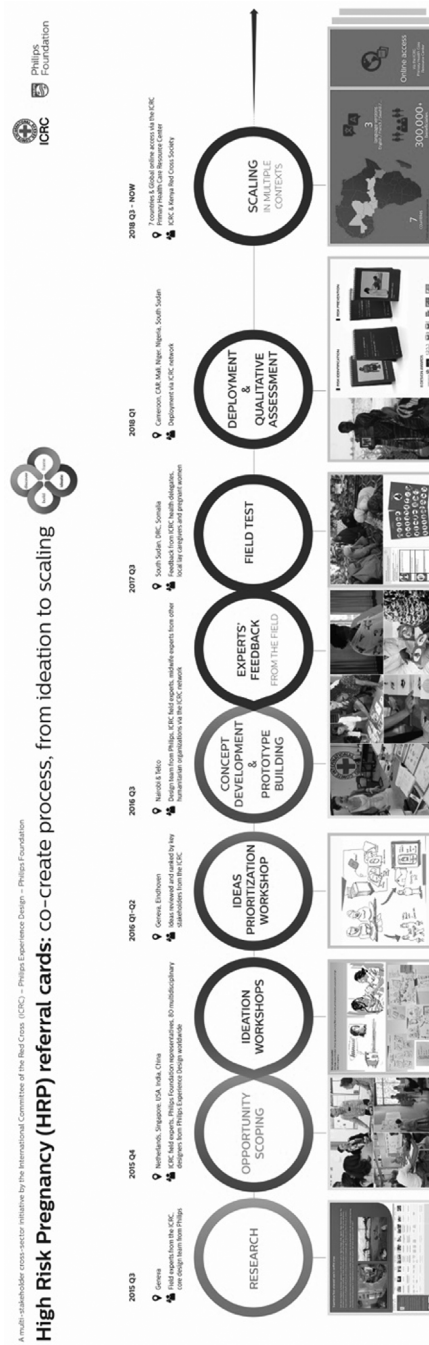 A multi-stakeholder cross-sector initiative by the International Committee of the Red Cross (ICRC) – Philips Experience Design – Philips Foundation
High Risk Pregnancy (HRP) referral cards: co-create process, from ideation to scaling
ICRC
Philips
Foundation
2015 Q3
Geneva
Field experts from the ICRC,
core design team from Philips
2015 Q4
Netherlands, Singapore, USA, India, China
ICRC field experts, Philips Foundation representatives, 80 multidisciplinary
designers from Philips Experience Design worldwide
2016 Q1-Q2
Geneva, Eindhoven
Ideas reviewed and ranked by key
stakeholders from the ICRC
2016 Q3
Nairobi & Telco
Design team from Philips, ICRC field experts, midwife experts from other
humanitarian organizations via the ICRC network
2017 Q3
South Sudan, DRC, Somalia
Feedback from ICRC health delegates,
local lay caregivers and pregnant women
2018 Q1
Cameroon, CAR, Mali, Niger, Nigeria, South Sudan
Deployment via ICRC network
2018 Q3 - NOW
7 countries & Global online access via the ICRC
Primary Health Care Resource Center
ICRC & Kenya Red Cross Society
RESEARCH
OPPORTUNITY
SCOPING
IDEATION
WORKSHOPS
IDEAS
PRIORITIZATION
WORKSHOP
CONCEPT
DEVELOPMENT
&
PROTOTYPE
BUILDING
EXPERTS'
FEEDBACK
FROM THE FIELD
FIELD TEST
DEPLOYMENT
&
QUALITATIVE
ASSESSMENT
SCALING
IN MULTIPLE
CONTEXTS
RISK IDENTIFICATION
RISK PREVENTION
7
3
300,000+
Online access